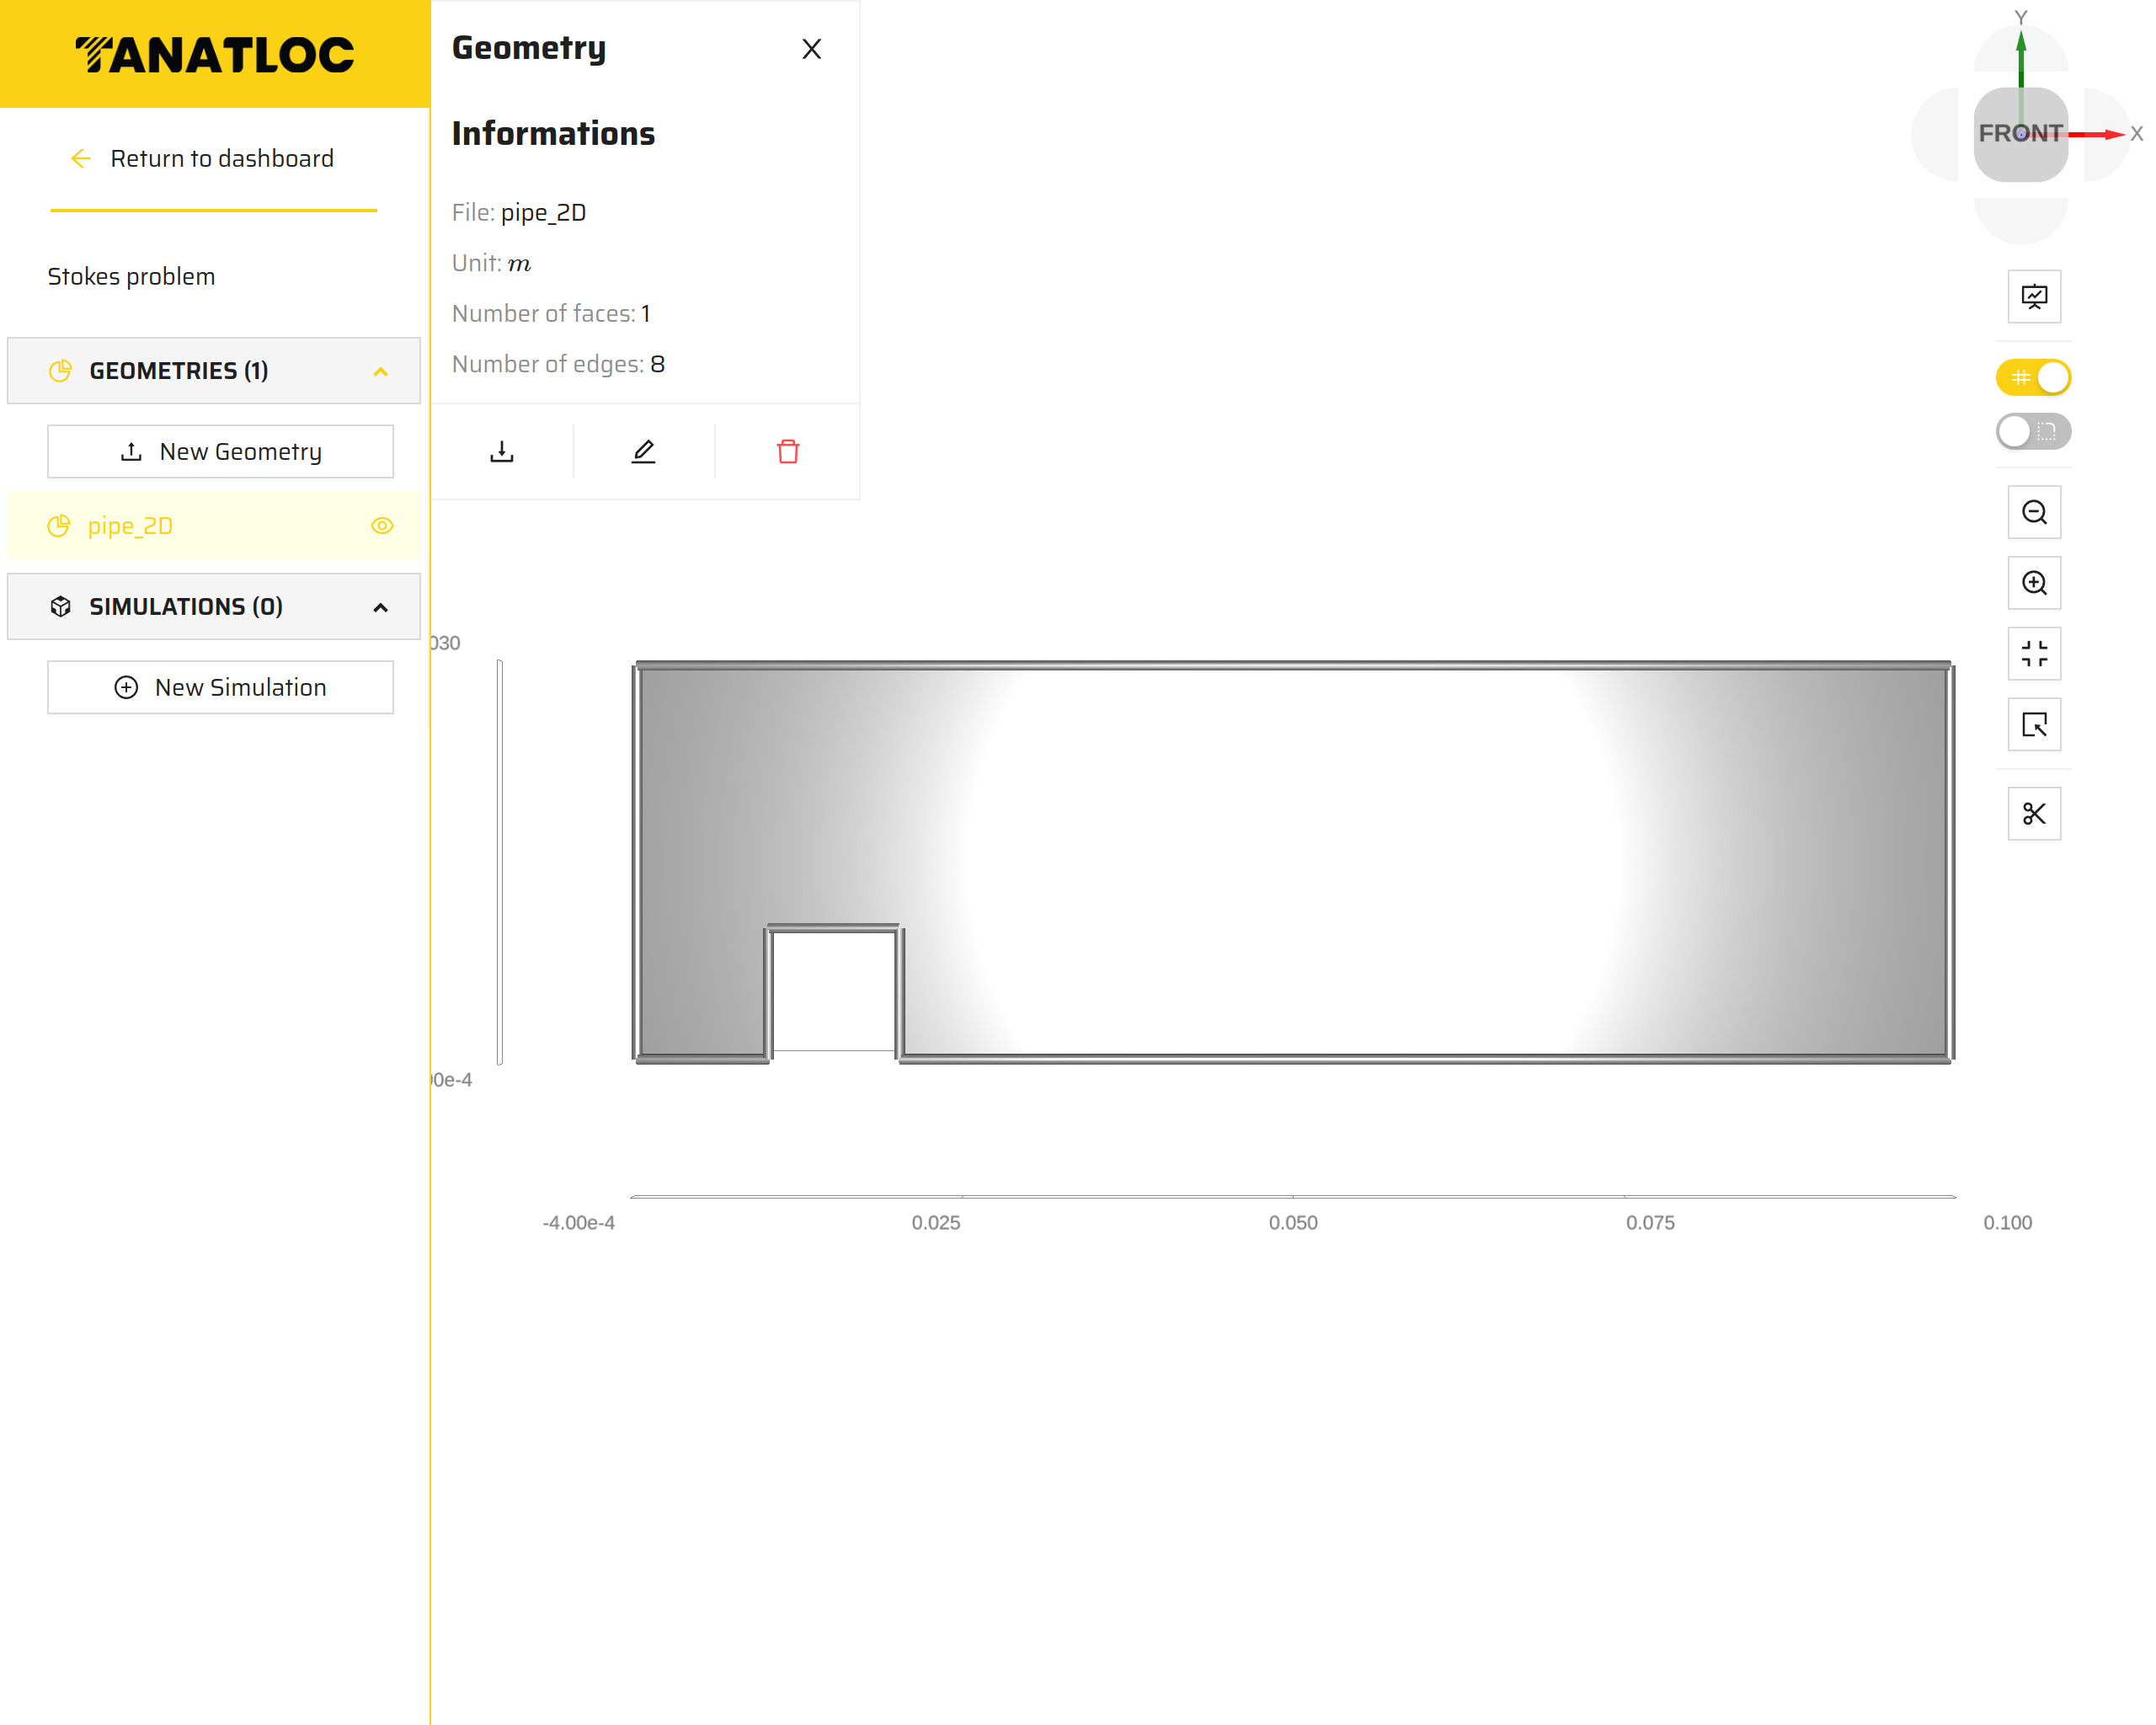 TANATLOC
Return to dashboard
Stokes problem
GEOMETRIES (1)
New Geometry
pipe_2D
SIMULATIONS (0)
New Simulation
Geometry
X
Informations
File: pipe_2D
Unit: m
Number of faces: 1
Number of edges: 8
Y
FRONT
X
030
0e-4
-4.00e-4
0.025
0.050
0.075
0.100